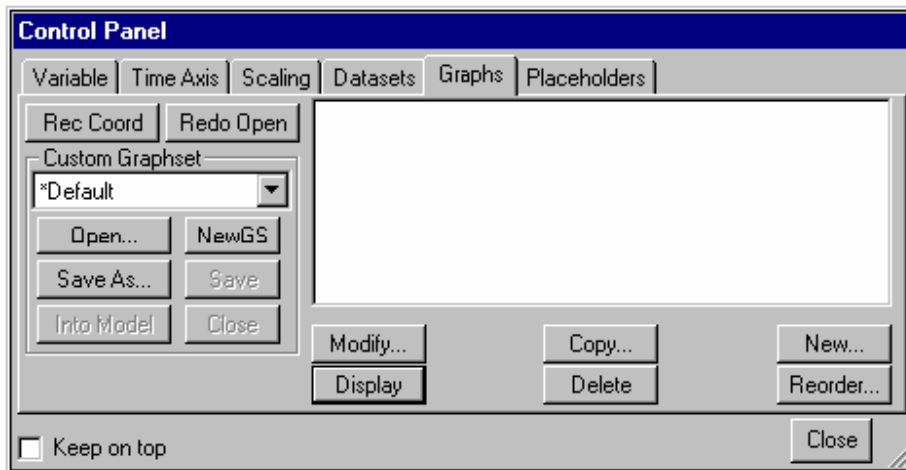 Control Panel
Variable Time Axis Scaling Datasets Graphs Placeholders
Rec Coord Redo Open
Custom Graphset
*Default
Open... NewGS
Save As... Save
Into Model Close
Modify... Copy... New...
Display Delete Reorder...
Keep on top Close